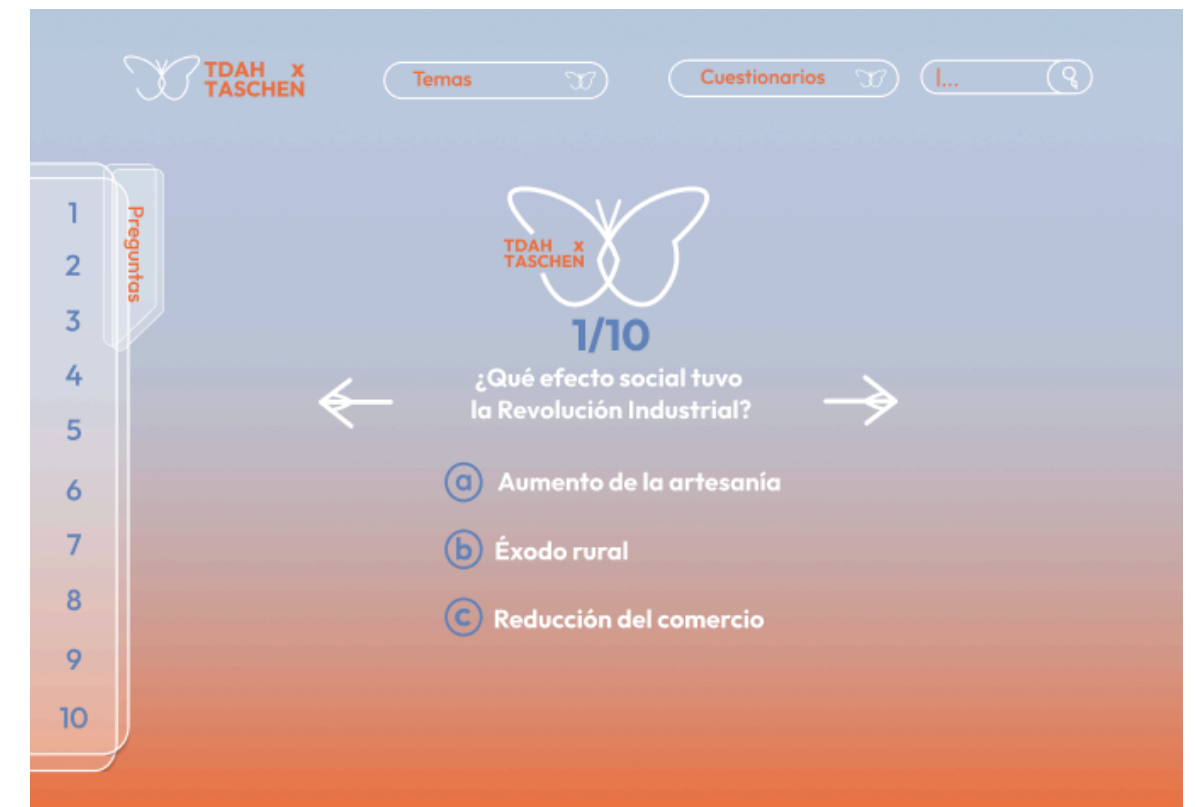 TDAH x
TASCHEN
Temas
Cuestionarios
I...
Preguntas
1
2
3
4
5
6
7
8
9
10
TDAH x
TASCHEN
1/10
¿Qué efecto social tuvo
la Revolución Industrial?
a Aumento de la artesanía
b Éxodo rural
c Reducción del comercio